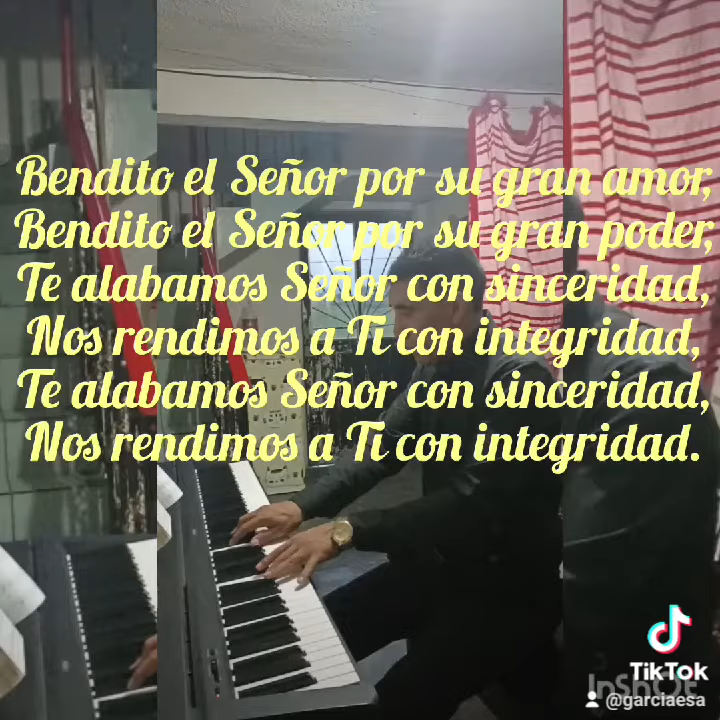 Bendito el Señor por su gran amor,
Bendito el Señor por su gran poder,
Te alabamos Señor con sinceridad,
Nos rendimos a Ti con integridad,
Te alabamos Señor con sinceridad,
Nos rendimos a Ti con integridad.
TikTok
InShOt
@garciaesa